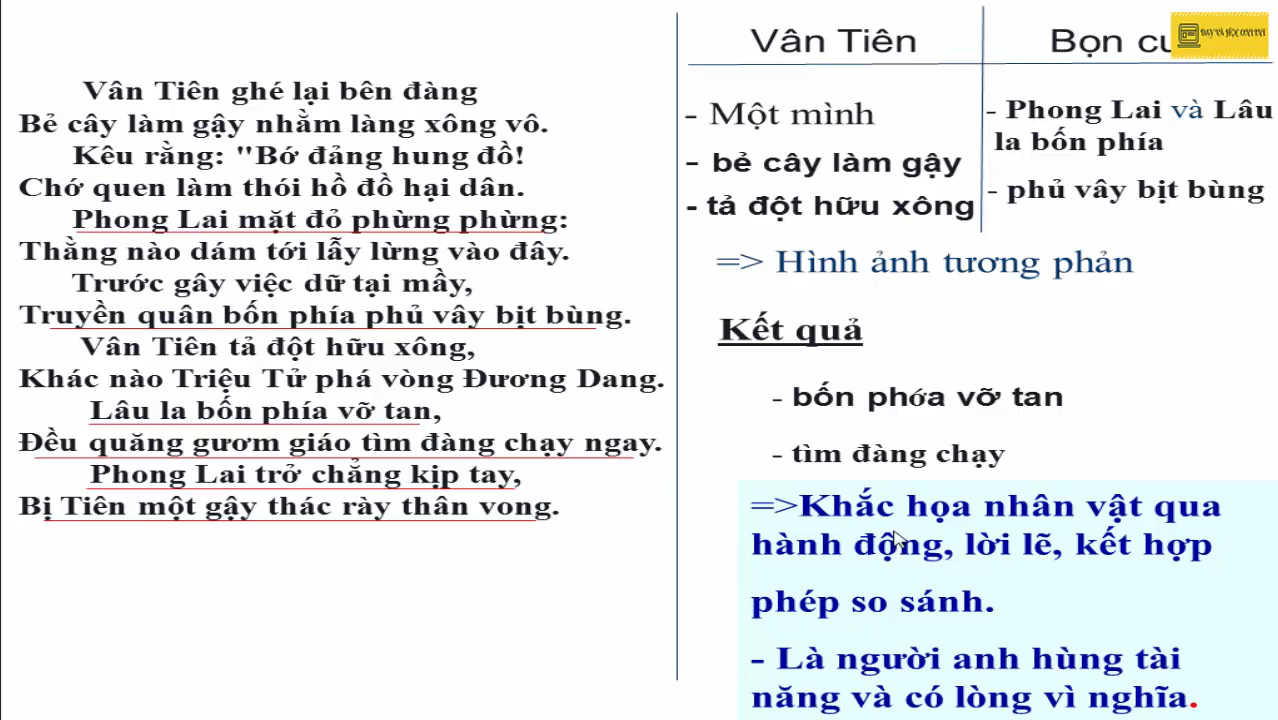 Vân Tiên ghé lại bên đàng
Bẻ cây làm gậy nhằm làng xông vô.
Kêu rằng: "Bớ đảng hung đồ!
Chớ quen làm thói hồ đồ hại dân.
Phong Lai mặt đỏ phừng phừng:
Thằng nào dám tới lẫy lừng vào đây.
Trước gây việc dữ tại mầy,
Truyền quân bốn phía phủ vây bịt bùng.
Vân Tiên tả đột hữu xông,
Khác nào Triệu Tử phá vòng Đương Dang.
Lâu la bốn phía vỡ tan,
Đều quăng gươm giáo tìm đàng chạy ngay.
Phong Lai trở chẳng kịp tay,
Bị Tiên một gậy thác rày thân vong.
Vân Tiên
- Một mình
- bẻ cây làm gậy
- tả đột hữu xông
Bọn
DẠY VÀ HỌC ONLINE
- Phong Lai và Lâu
la bốn phía
- phủ vây bịt bùng
=> Hình ảnh tương phản
Kết quả
- bốn phớa vỡ tan
- tìm đàng chạy
=>Khắc họa nhân vật qua
hành động, lời lẽ, kết hợp
phép so sánh.
- Là người anh hùng tài
năng và có lòng vì nghĩa.